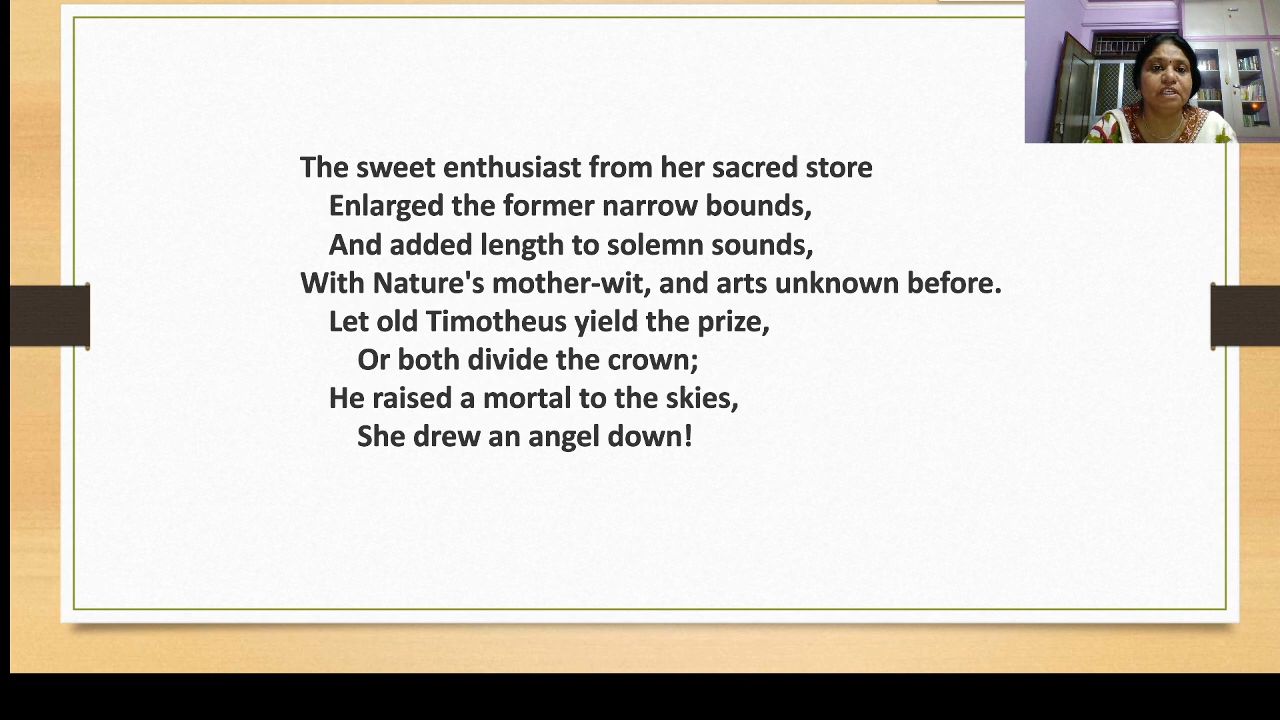 The sweet enthusiast from her sacred store
Enlarged the former narrow bounds,
And added length to solemn sounds,
With Nature's mother-wit, and arts unknown before.
Let old Timotheus yield the prize,
Or both divide the crown;
He raised a mortal to the skies,
She drew an angel down!